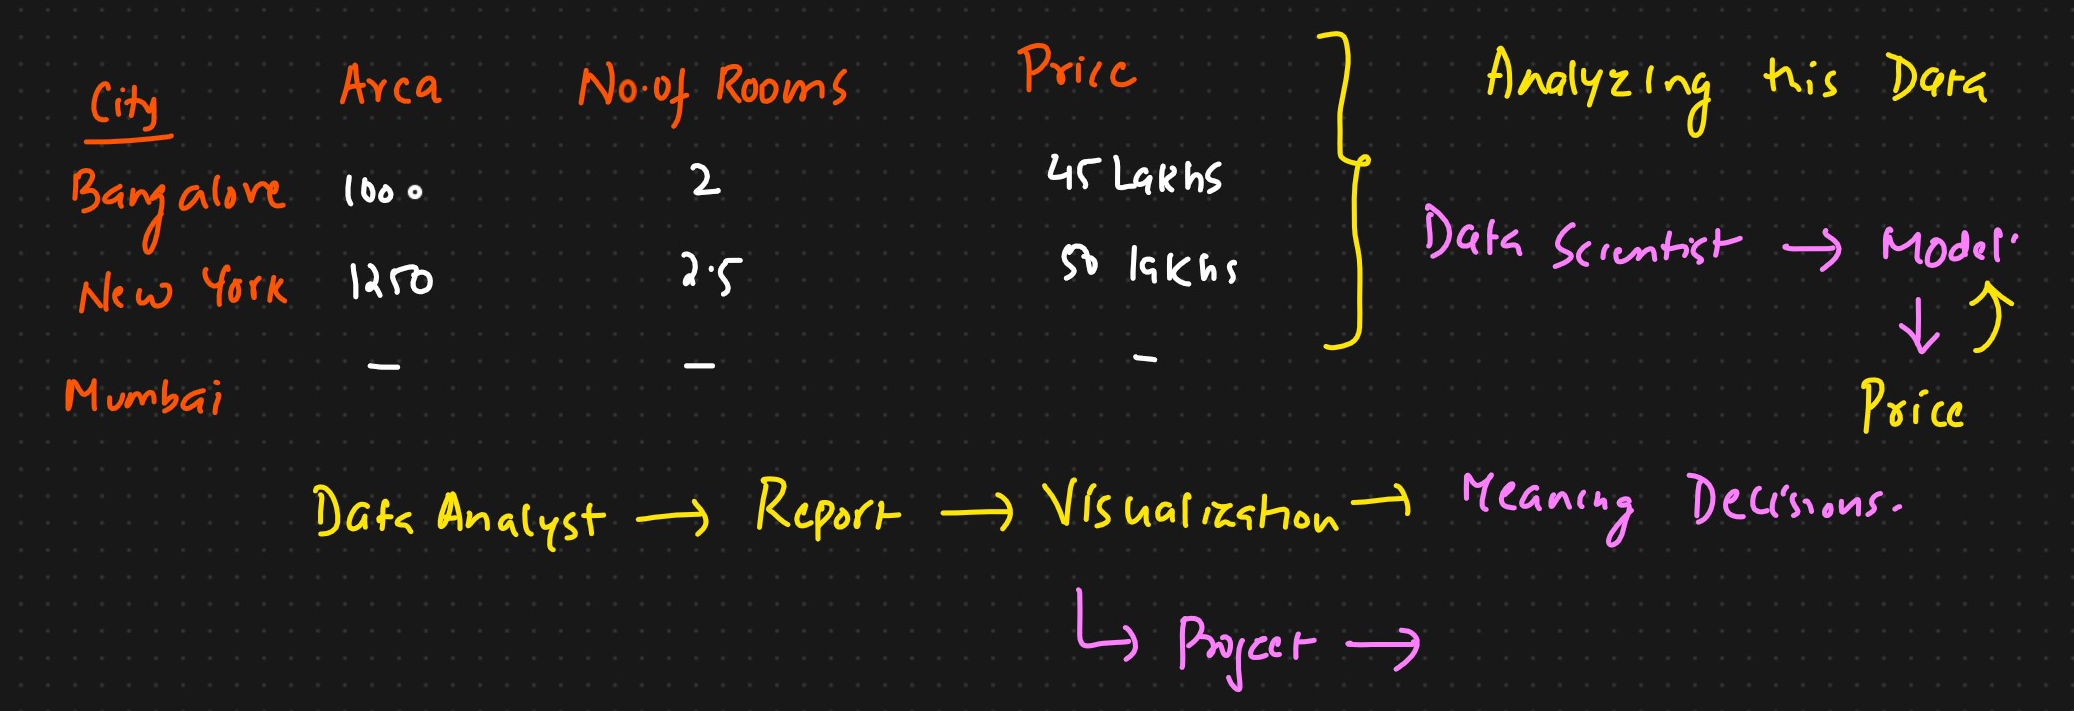 City Area No.of Rooms Price
Bangalore 1000 2 45 Lakhs
New York 1250 2.5 50 lakhs
Mumbai — — -
Analyzing this Data
Data Scientist → Model.
↓
Price
Data Analyst → Report → Visualization → Meaning Decisions.
Project →